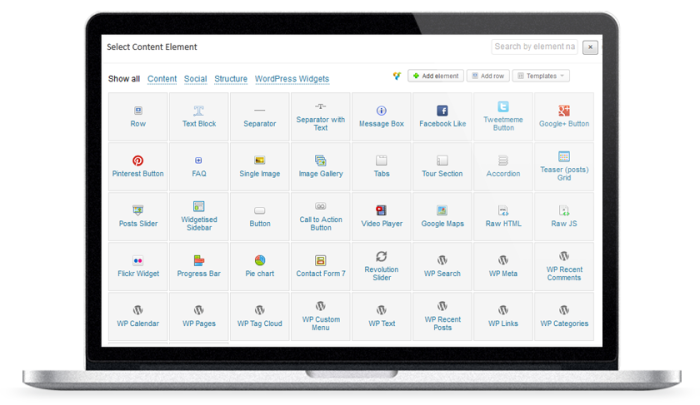 Select Content Element
Search by element na
×
Show all Content Social Structure WordPress Widgets
Add element Add row Templates
Row Text Block Separator Separator with Text Message Box Facebook Like Tweetmeme Button Google+ Button
Pinterest Button FAQ Single Image Image Gallery Tabs Tour Section Accordion Teaser (posts) Grid
Posts Slider Widgetised Sidebar Button Call to Action Button Video Player Google Maps Raw HTML Raw JS
Flickr Widget Progress Bar Pie chart Contact Form 7 Revolution Slider WP Search WP Meta WP Recent Comments
WP Calendar WP Pages WP Tag Cloud WP Custom Menu WP Text WP Recent Posts WP Links WP Categories